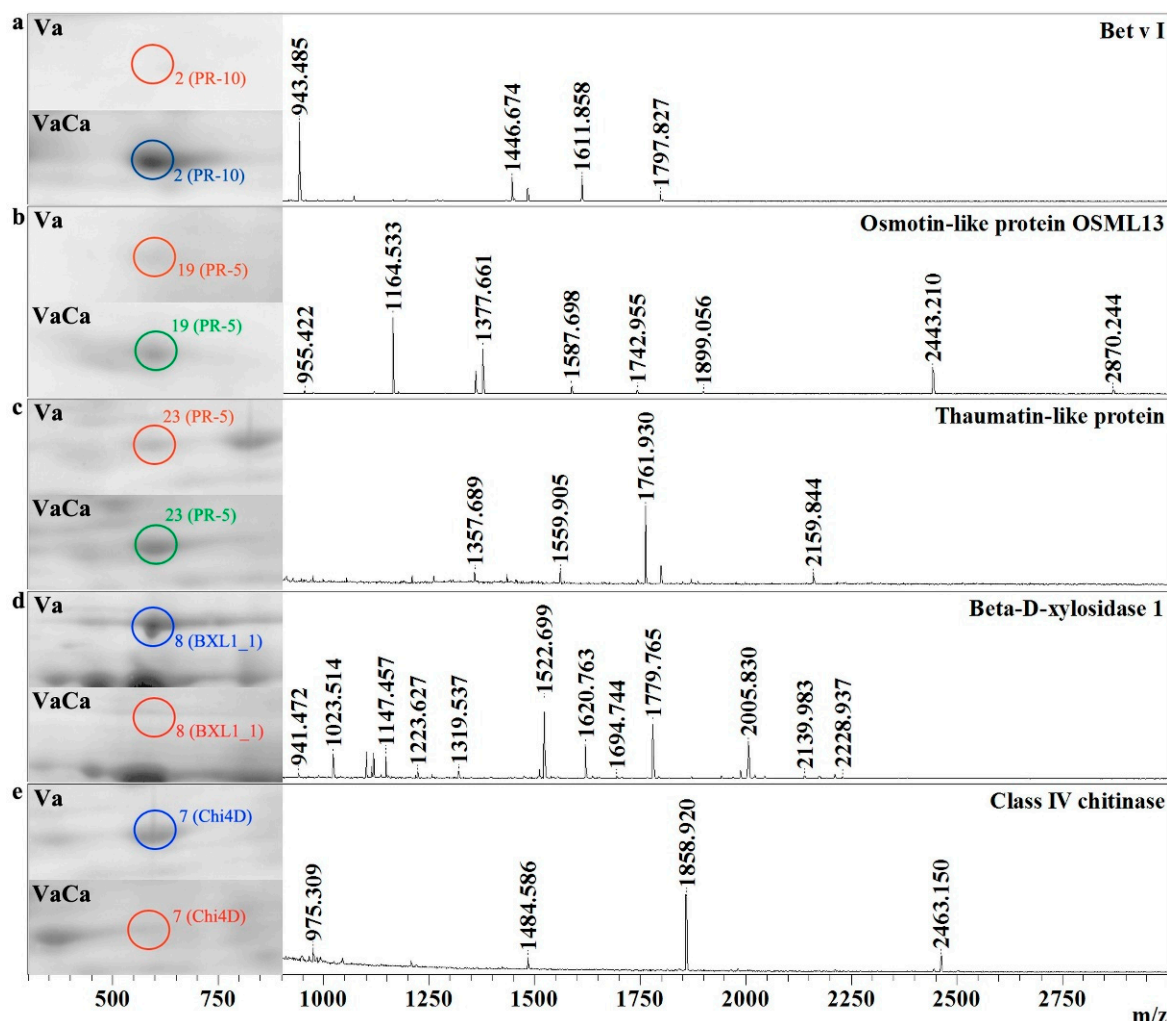 a Va
2 (PR-10)
VaCa
2 (PR-10)
943.485
1446.674
1611.858
1797.827
Bet v I
b Va
19 (PR-5)
VaCa
19 (PR-5)
955.422
1164.533
1377.661
1587.698
1742.955
1899.056
2443.210
2870.244
Osmotin-like protein OSML13
c Va
23 (PR-5)
VaCa
23 (PR-5)
1357.689
1559.905
1761.930
2159.844
Thaumatin-like protein
d Va
8 (BXL1_1)
VaCa
8 (BXL1_1)
941.472
1023.514
1147.457
1223.627
1319.537
1522.699
1620.763
1694.744
1779.765
2005.830
2139.983
2228.937
Beta-D-xylosidase 1
e Va
7 (Chi4D)
VaCa
7 (Chi4D)
975.309
1484.586
1858.920
2463.150
Class IV chitinase
500 750 1000 1250 1500 1750 2000 2250 2500 2750
m/z